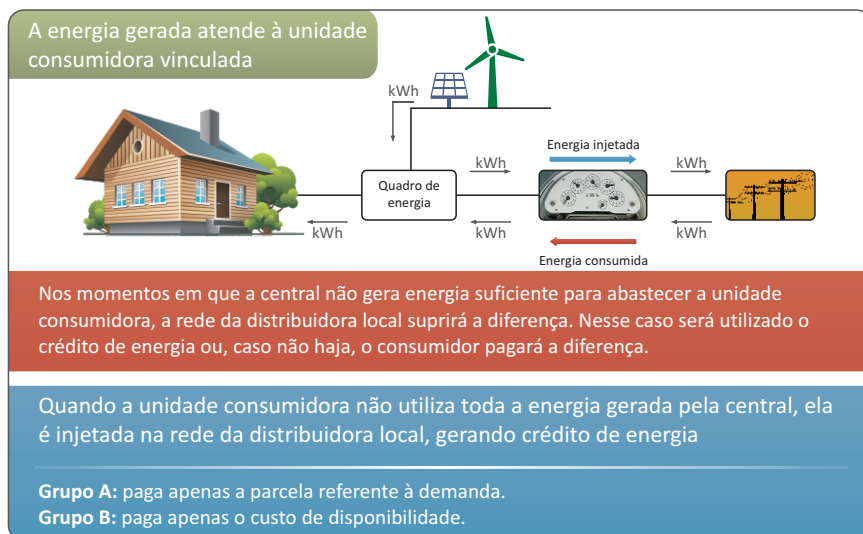 A energia gerada atende à unidade
consumidora vinculada
kWh
Energia injetada
kWh
kWh
Quadro de
energia
kWh
kWh
kWh
Energia consumida
Nos momentos em que a central não gera energia suficiente para abastecer a unidade
consumidora, a rede da distribuidora local suprirá a diferença. Nesse caso será utilizado o
crédito de energia ou, caso não haja, o consumidor pagará a diferença.
Quando a unidade consumidora não utiliza toda a energia gerada pela central, ela
é injetada na rede da distribuidora local, gerando crédito de energia
Grupo A: paga apenas a parcela referente à demanda.
Grupo B: paga apenas o custo de disponibilidade.